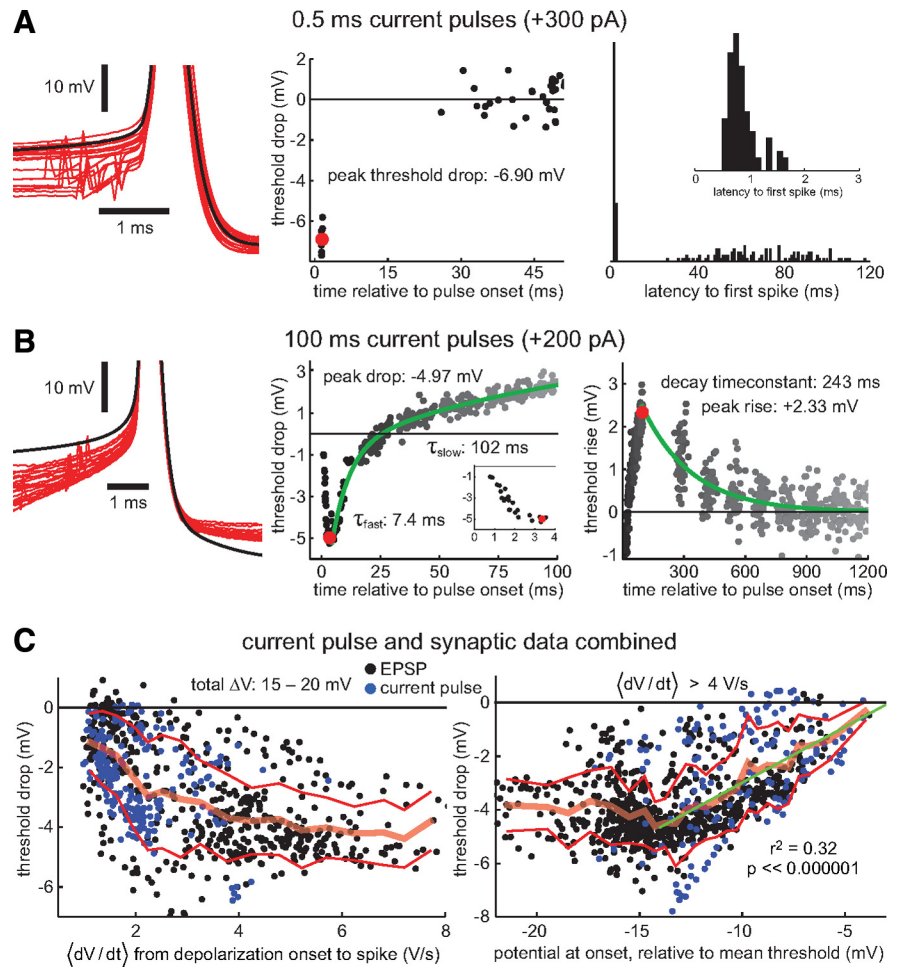 A
0.5 ms current pulses (+300 pA)
10 mV
1 ms
threshold drop (mV)
2
0
-2
-4
-6
peak threshold drop: -6.90 mV
0 15 30 45
time relative to pulse onset (ms)
0 1 2 3
latency to first spike (ms)
40 80 120
latency to first spike (ms)
B
100 ms current pulses (+200 pA)
10 mV
1 ms
threshold drop (mV)
3
1
-1
-3
-5
peak drop: -4.97 mV
τslow: 102 ms
τfast: 7.4 ms
-1
-3
-5
0 1 2 3 4
0 25 50 75 100
time relative to pulse onset (ms)
threshold rise (mV)
3
2
1
0
-1
decay timeconstant: 243 ms
peak rise: +2.33 mV
300 600 900 1200
time relative to pulse onset (ms)
C
current pulse and synaptic data combined
total ΔV: 15 – 20 mV
EPSP
current pulse
threshold drop (mV)
0
-2
-4
-6
2 4 6 8
⟨dV/dt⟩ from depolarization onset to spike (V/s)
⟨dV/dt⟩ > 4 V/s
threshold drop (mV)
0
-2
-4
-6
-8
r² = 0.32
p << 0.000001
-20 -15 -10 -5
potential at onset, relative to mean threshold (mV)